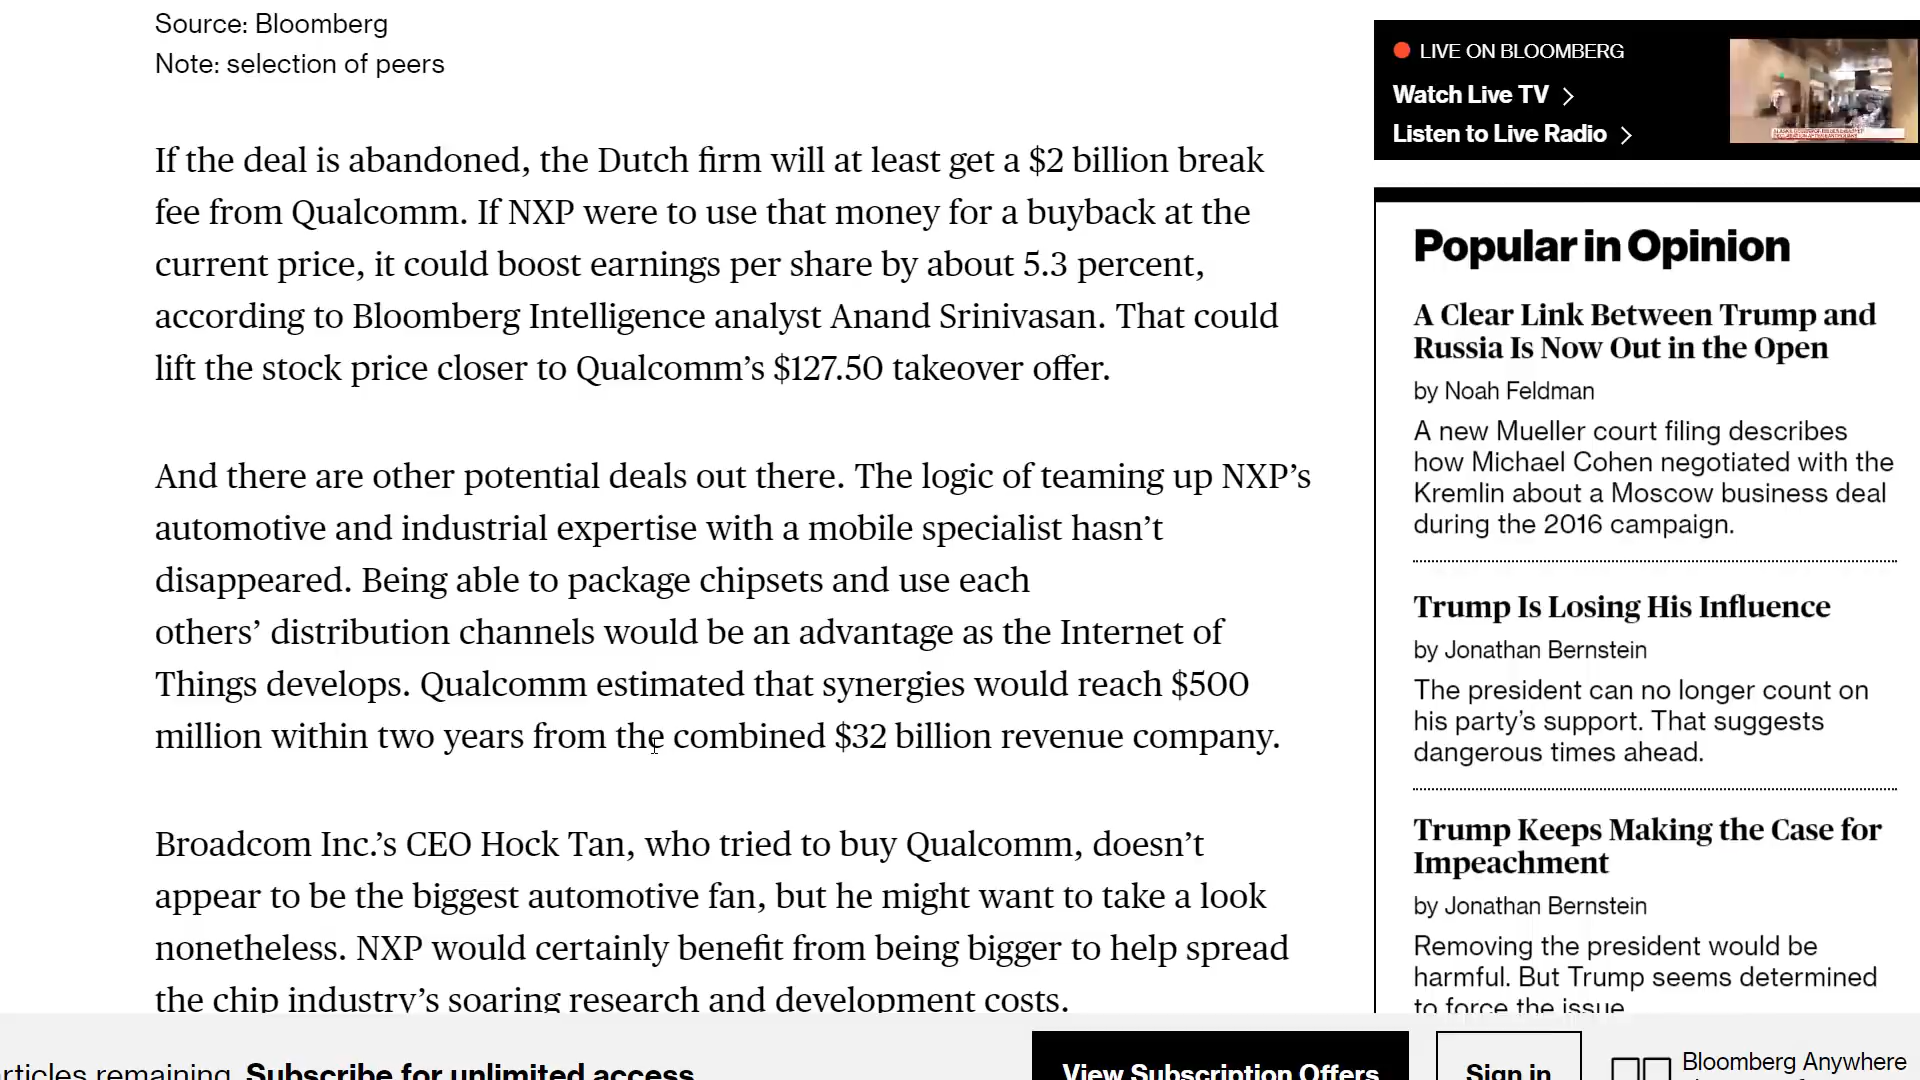 Source: Bloomberg
Note: selection of peers
If the deal is abandoned, the Dutch firm will at least get a $2 billion break
fee from Qualcomm. If NXP were to use that money for a buyback at the
current price, it could boost earnings per share by about 5.3 percent,
according to Bloomberg Intelligence analyst Anand Srinivasan. That could
lift the stock price closer to Qualcomm’s $127.50 takeover offer.
And there are other potential deals out there. The logic of teaming up NXP’s
automotive and industrial expertise with a mobile specialist hasn’t
disappeared. Being able to package chipsets and use each
others’ distribution channels would be an advantage as the Internet of
Things develops. Qualcomm estimated that synergies would reach $500
million within two years from the combined $32 billion revenue company.
Broadcom Inc.’s CEO Hock Tan, who tried to buy Qualcomm, doesn’t
appear to be the biggest automotive fan, but he might want to take a look
nonetheless. NXP would certainly benefit from being bigger to help spread
the chip industry’s soaring research and development costs.
LIVE ON BLOOMBERG
Watch Live TV
Listen to Live Radio
Popular in Opinion
A Clear Link Between Trump and
Russia Is Now Out in the Open
by Noah Feldman
A new Mueller court filing describes
how Michael Cohen negotiated with the
Kremlin about a Moscow business deal
during the 2016 campaign.
Trump Is Losing His Influence
by Jonathan Bernstein
The president can no longer count on
his party’s support. That suggests
dangerous times ahead.
Trump Keeps Making the Case for
Impeachment
by Jonathan Bernstein
Removing the president would be
harmful. But Trump seems determined
to force the issue.
articles remaining. Subscribe for unlimited access
View Subscription Offers
Sign in
Bloomberg Anywhere